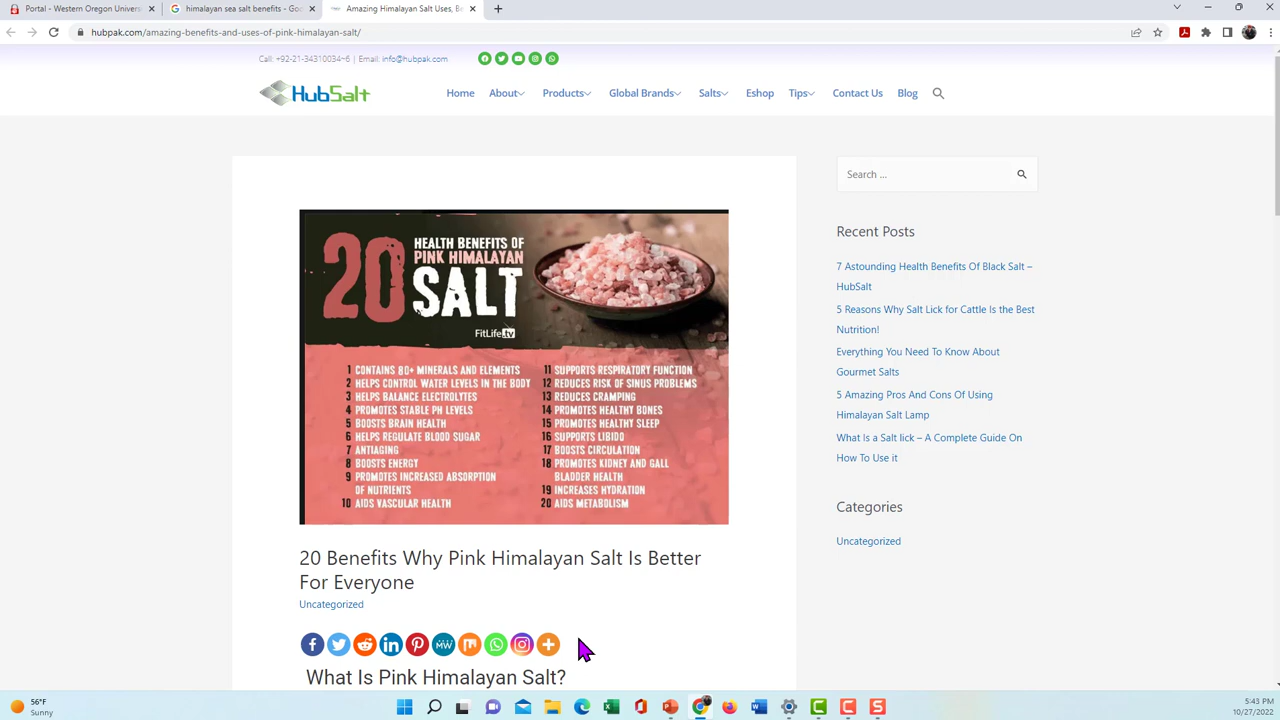 Portal - Western Oregon Univers
himalayan sea salt benefits - Goo
Amazing Himalayan Salt Uses, Be
hubpak.com/amazing-benefits-and-uses-of-pink-himalayan-salt/
Call: +92-21-34310034~6 | Email: info@hubpak.com
HubSalt
Home About Products Global Brands Salts Eshop Tips Contact Us Blog
20 HEALTH BENEFITS OF
PINK HIMALAYAN
SALT
FitLife.tv
1 CONTAINS 80+ MINERALS AND ELEMENTS
2 HELPS CONTROL WATER LEVELS IN THE BODY
3 HELPS BALANCE ELECTROLYTES
4 PROMOTES STABLE PH LEVELS
5 BOOSTS BRAIN HEALTH
6 HELPS REGULATE BLOOD SUGAR
7 ANTIAGING
8 BOOSTS ENERGY
9 PROMOTES INCREASED ABSORPTION
OF NUTRIENTS
10 AIDS VASCULAR HEALTH
11 SUPPORTS RESPIRATORY FUNCTION
12 REDUCES RISK OF SINUS PROBLEMS
13 REDUCES CRAMPING
14 PROMOTES HEALTHY BONES
15 PROMOTES HEALTHY SLEEP
16 SUPPORTS LIBIDO
17 BOOSTS CIRCULATION
18 PROMOTES KIDNEY AND GALL
BLADDER HEALTH
19 INCREASES HYDRATION
20 AIDS METABOLISM
20 Benefits Why Pink Himalayan Salt Is Better
For Everyone
Uncategorized
MW
What Is Pink Himalayan Salt?
Search ...
Recent Posts
7 Astounding Health Benefits Of Black Salt –
HubSalt
5 Reasons Why Salt Lick for Cattle Is the Best
Nutrition!
Everything You Need To Know About
Gourmet Salts
5 Amazing Pros And Cons Of Using
Himalayan Salt Lamp
What Is a Salt lick – A Complete Guide On
How To Use it
Categories
Uncategorized
56°F
Sunny
5:43 PM
10/27/2022